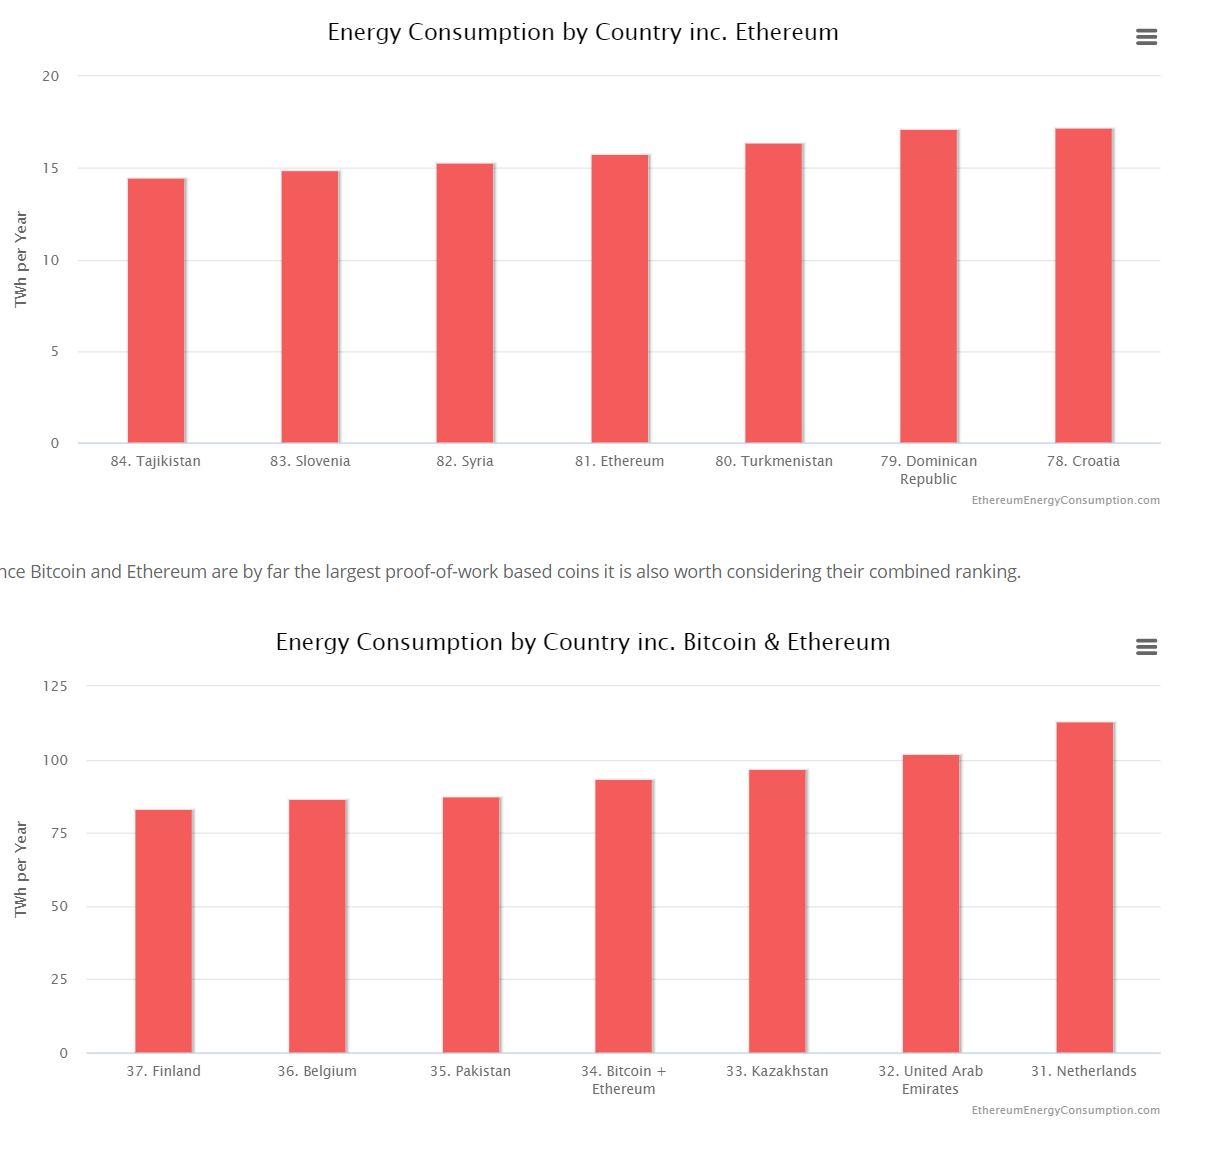 Energy Consumption by Country inc. Ethereum
20
15
10
5
0
TWh per Year
84. Tajikistan
83. Slovenia
82. Syria
81. Ethereum
80. Turkmenistan
79. Dominican
Republic
78. Croatia
EthereumEnergyConsumption.com
Bitcoin and Ethereum are by far the largest proof-of-work based coins it is also worth considering their combined ranking.
Energy Consumption by Country inc. Bitcoin & Ethereum
125
100
75
50
25
0
TWh per Year
37. Finland
36. Belgium
35. Pakistan
34. Bitcoin +
Ethereum
33. Kazakhstan
32. United Arab
Emirates
31. Netherlands
EthereumEnergyConsumption.com